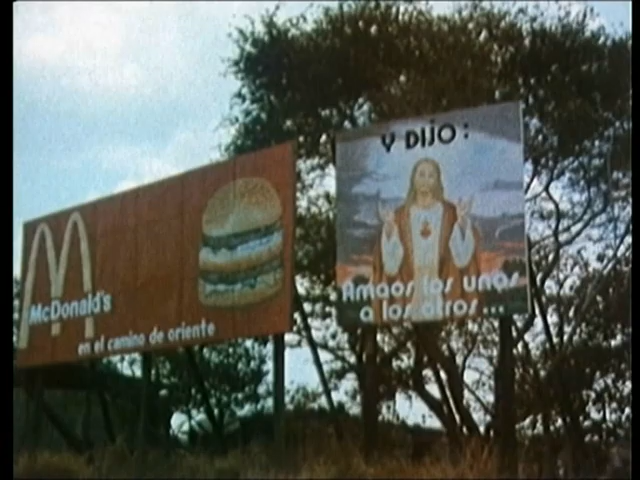 McDonald's
en el camino de oriente
Y DIJO:
Amaos los unos
a los otros...